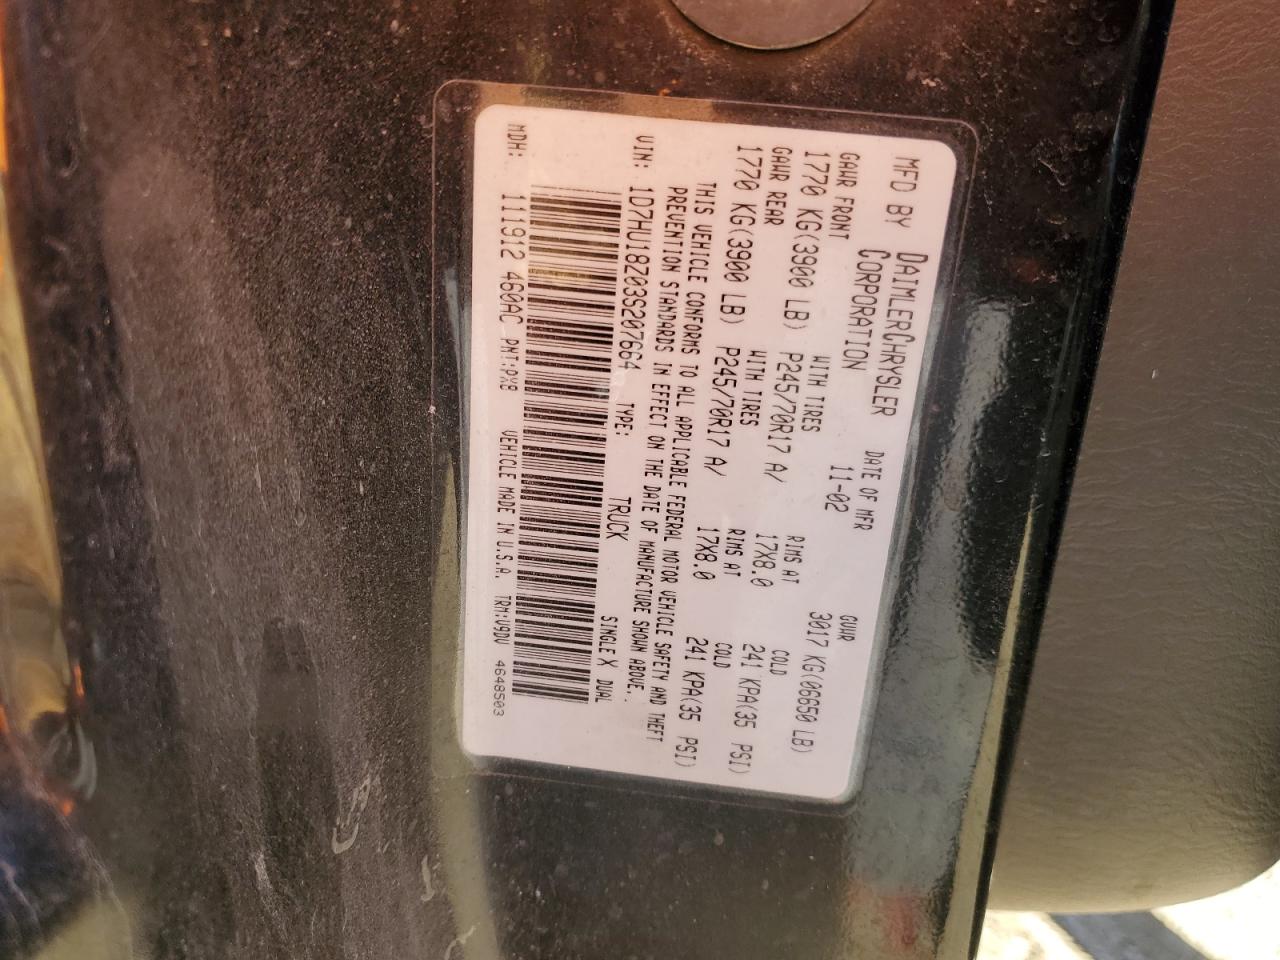 MFD BY DAIMLERCHRYSLER CORPORATION
DATE OF MFR 11-02
GVWR 3017 KG(06650 LB)
GAWR FRONT WITH TIRES RIMS AT COLD
1770 KG(3900 LB) P245/70R17 A/ 17X8.0 241 KPA(35 PSI)
GAWR REAR WITH TIRES RIMS AT COLD
1770 KG(3900 LB) P245/70R17 A/ 17X8.0 241 KPA(35 PSI)
THIS VEHICLE CONFORMS TO ALL APPLICABLE FEDERAL MOTOR VEHICLE SAFETY AND THEFT
PREVENTION STANDARDS IN EFFECT ON THE DATE OF MANUFACTURE SHOWN ABOVE.
VIN: 1D7HU18Z03S207664 TYPE: TRUCK SINGLE X DUAL
MDH: 111912 460AC PNT:PX8 VEHICLE MADE IN U.S.A. TRM:V9DV 4648503